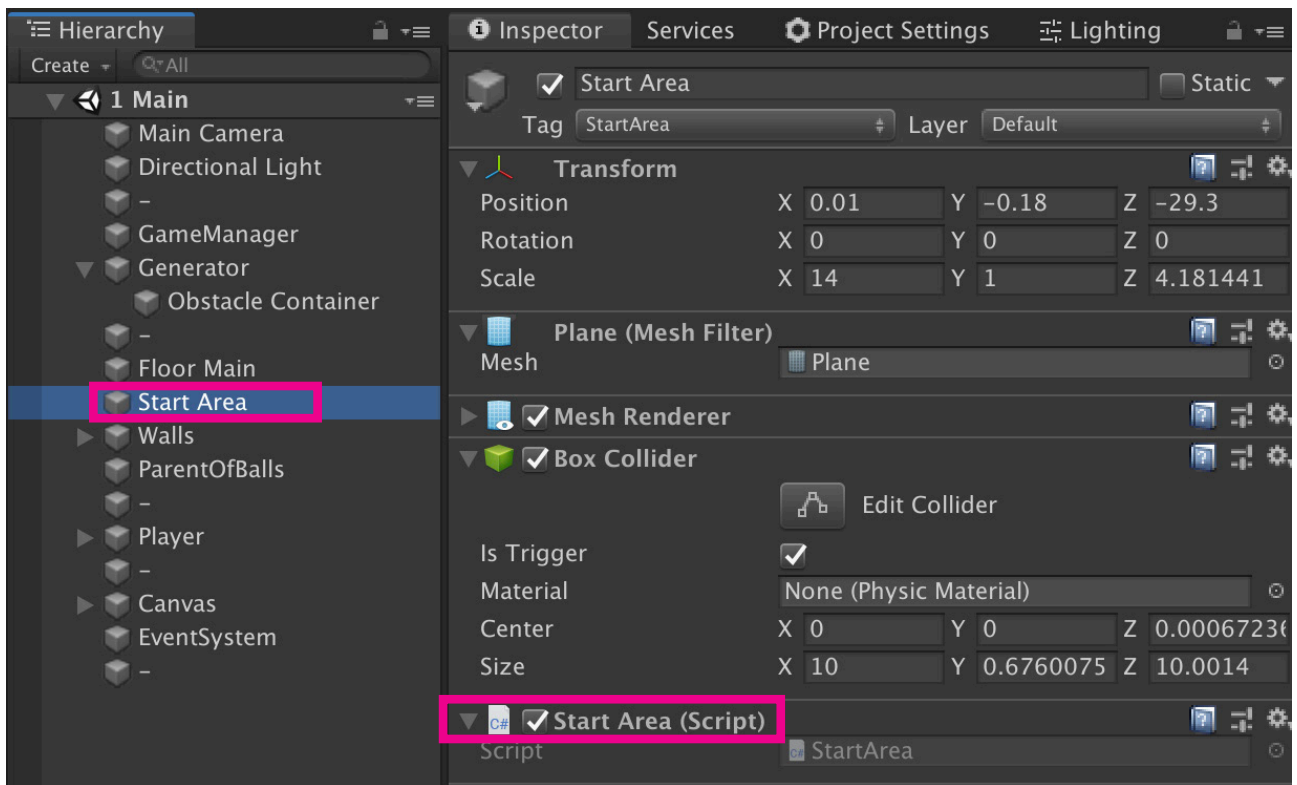 Hierarchy
Create All
1 Main
Main Camera
Directional Light
-
GameManager
Generator
Obstacle Container
-
Floor Main
Start Area
Walls
ParentOfBalls
-
Player
-
Canvas
EventSystem
-
Inspector Services Project Settings Lighting
Start Area Static
Tag StartArea Layer Default
Transform
Position X 0.01 Y -0.18 Z -29.3
Rotation X 0 Y 0 Z 0
Scale X 14 Y 1 Z 4.181441
Plane (Mesh Filter)
Mesh Plane
Mesh Renderer
Box Collider
Edit Collider
Is Trigger
Material None (Physic Material)
Center X 0 Y 0 Z 0.0006723
Size X 10 Y 0.6760075 Z 10.0014
C# Start Area (Script)
Script StartArea